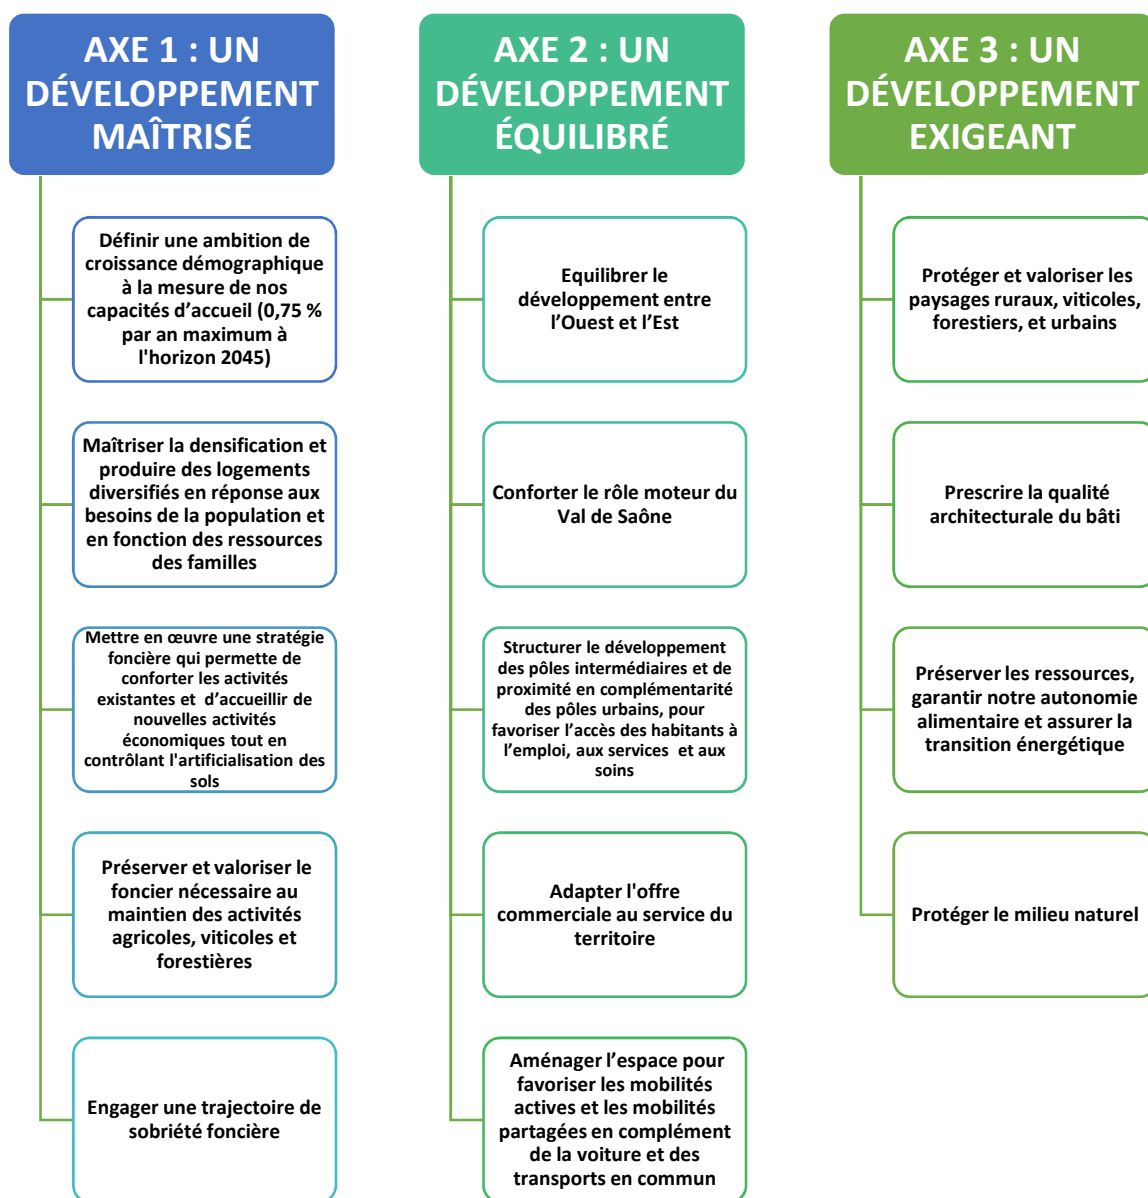 AXE 1 : UN
DÉVELOPPEMENT
MAÎTRISÉ
Définir une ambition de
croissance démographique
à la mesure de nos
capacités d’accueil (0,75 %
par an maximum à
l'horizon 2045)
Maîtriser la densification et
produire des logements
diversifiés en réponse aux
besoins de la population et
en fonction des ressources
des familles
Mettre en œuvre une stratégie
foncière qui permette de
conforter les activités
existantes et d’accueillir de
nouvelles activités
économiques tout en
contrôlant l'artificialisation des
sols
Préserver et valoriser le
foncier nécessaire au
maintien des activités
agricoles, viticoles et
forestières
Engager une trajectoire de
sobriété foncière
AXE 2 : UN
DÉVELOPPEMENT
ÉQUILIBRÉ
Equilibrer le
développement entre
l’Ouest et l’Est
Conforter le rôle moteur du
Val de Saône
Structurer le développement
des pôles intermédiaires et de
proximité en complémentarité
des pôles urbains, pour
favoriser l’accès des habitants à
l’emploi, aux services et aux
soins
Adapter l'offre
commerciale au service du
territoire
Aménager l’espace pour
favoriser les mobilités
actives et les mobilités
partagées en complément
de la voiture et des
transports en commun
AXE 3 : UN
DÉVELOPPEMENT
EXIGEANT
Protéger et valoriser les
paysages ruraux, viticoles,
forestiers, et urbains
Prescrire la qualité
architecturale du bâti
Préserver les ressources,
garantir notre autonomie
alimentaire et assurer la
transition énergétique
Protéger le milieu naturel